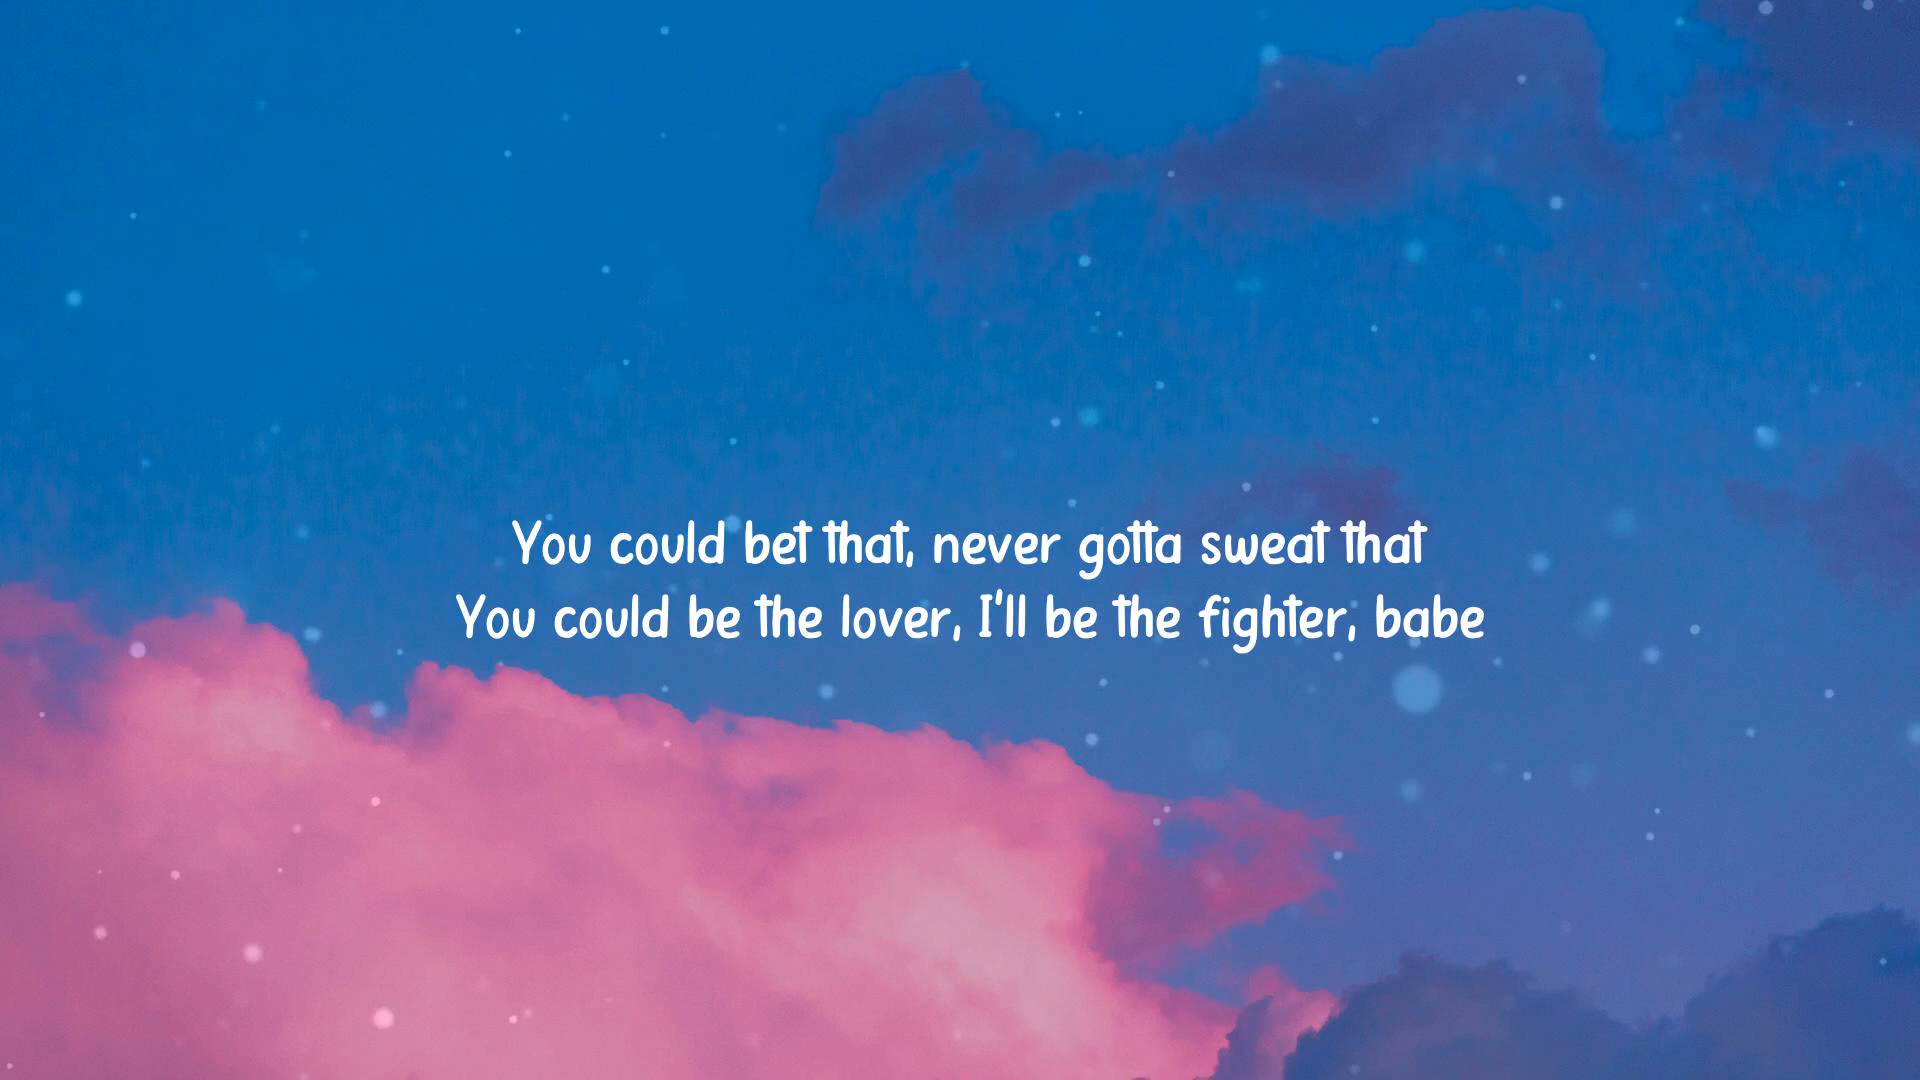 You could bet that, never gotta sweat that
You could be the lover, I'll be the fighter, babe